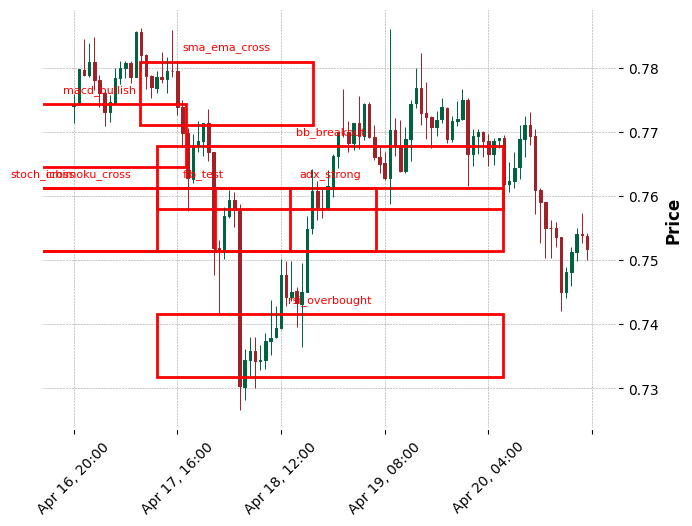 sma_ema_cross
0.78
macd_bullish
0.77
bb_breakout
0.76
stoch_cross
ichimoku_cross
fib_test
adx_strong
Price
0.75
rsi_overbought
0.74
0.73
Apr 16, 20:00
Apr 17, 16:00
Apr 18, 12:00
Apr 19, 08:00
Apr 20, 04:00